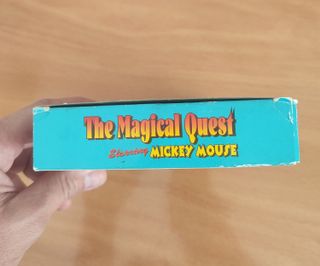 The Magical Quest
Starring MICKEY MOUSE